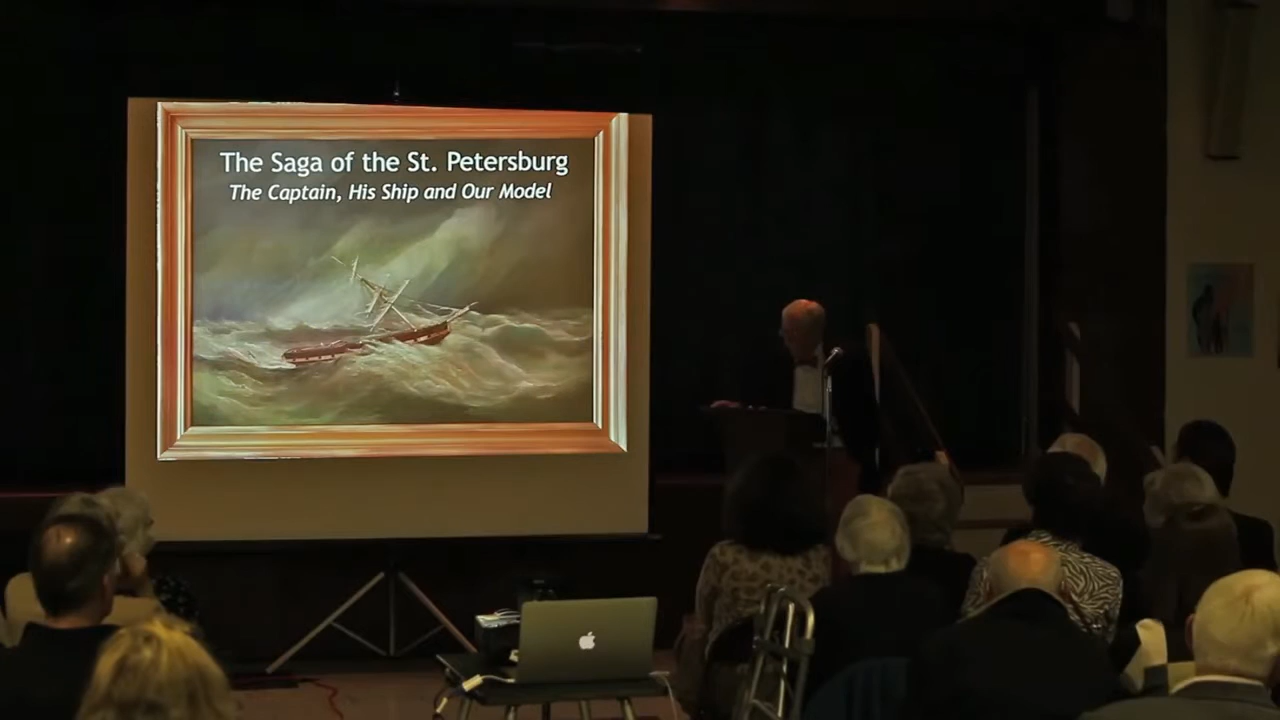 The Saga of the St. Petersburg
The Captain, His Ship and Our Model